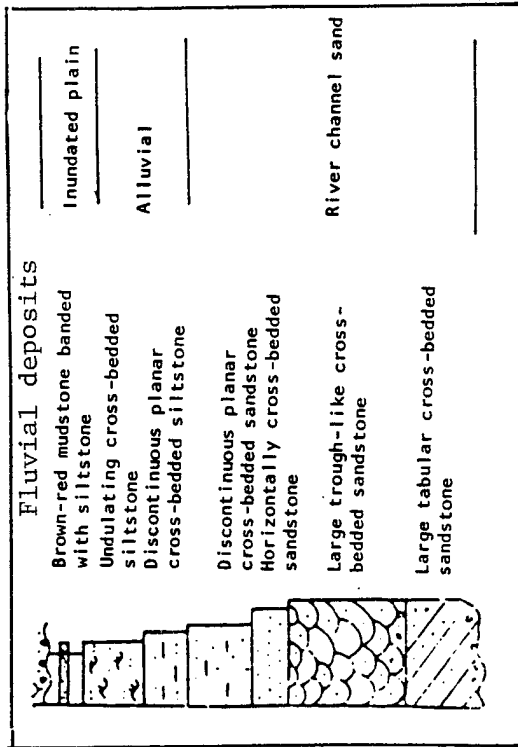 Fluvial deposits
Brown-red mudstone banded
with siltstone
Inundated plain
Undulating cross-bedded
siltstone
Discontinuous planar
cross-bedded siltstone
Alluvial
Discontinuous planar
cross-bedded sandstone
Horizontally cross-bedded
sandstone
Large trough-like cross-
bedded sandstone
River channel sand
Large tabular cross-bedded
sandstone